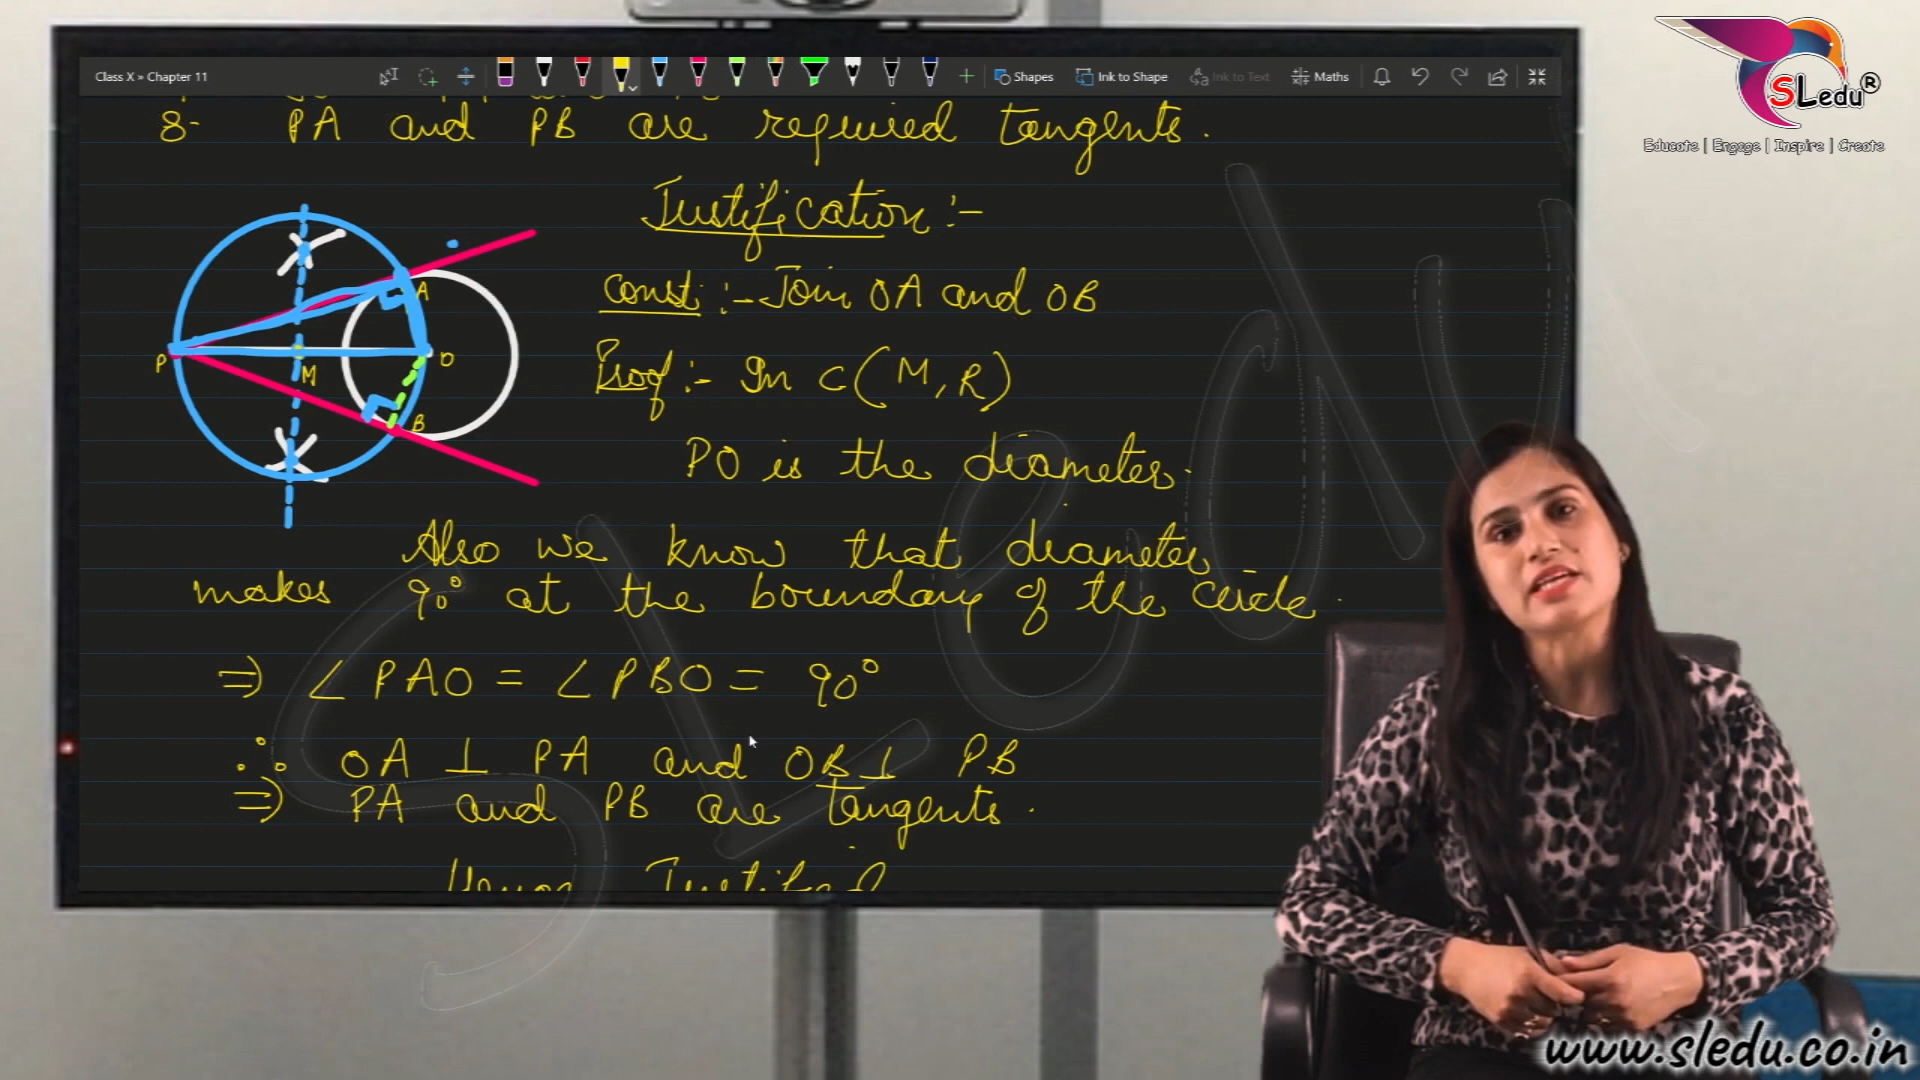 Class X » Chapter 11
Shapes
Ink to Shape
Ink to Text
Maths
SLedu®
Educate | Engage | Inspire | Create
8- PA and PB are required tangents.
Justification :-
Const :- Join OA and OB
Proof :- In C(M, R)
PO is the diameter.
Also we know that diameter
makes 90° at the boundary of the circle.
⇒ ∠PAO = ∠PBO = 90°
∴ OA ⊥ PA and OB ⊥ PB
⇒ PA and PB are tangents.
Hence Justified
P
M
O
A
B
SLedu
www.sledu.co.in